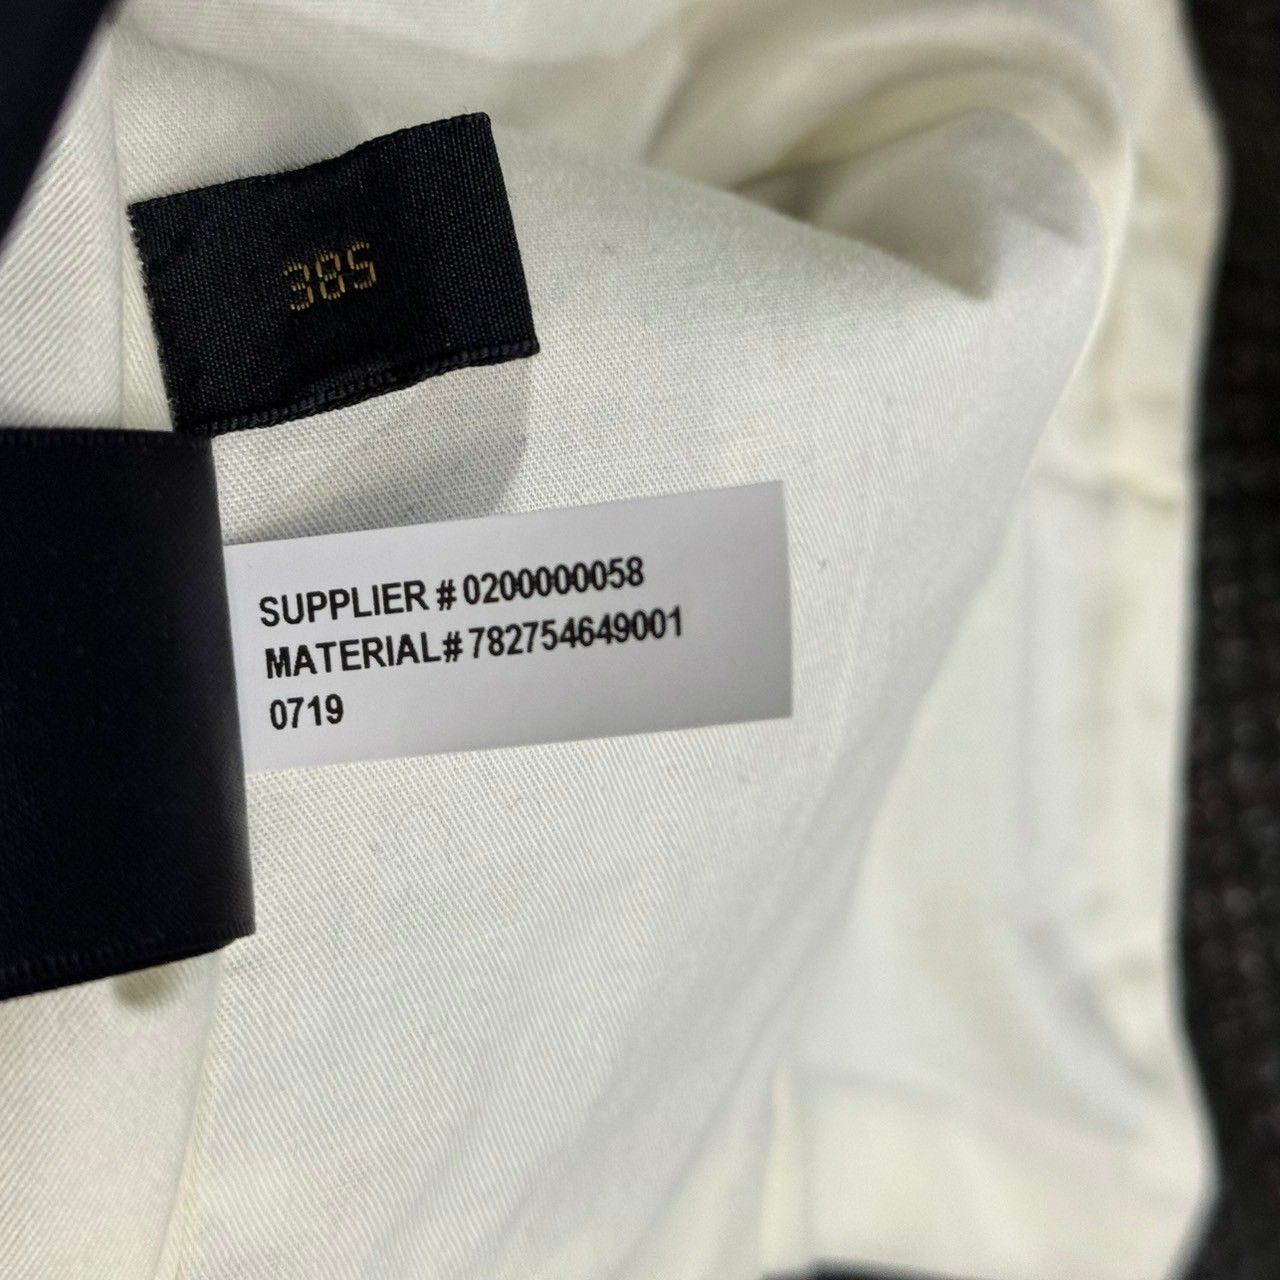 38S
SUPPLIER # 0200000058
MATERIAL# 782754649001
0719